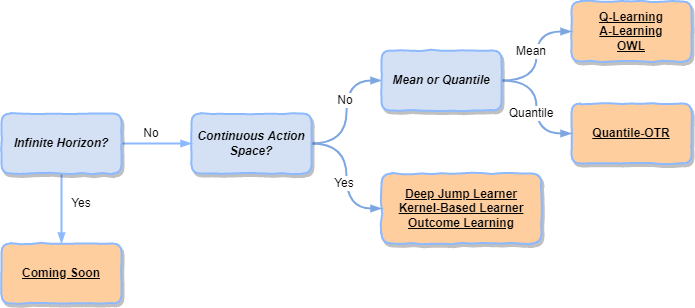 Infinite Horizon?
No
Yes
Coming Soon
Continuous Action
Space?
No
Yes
Mean or Quantile
Mean
Quantile
Q-Learning
A-Learning
OWL
Quantile-OTR
Deep Jump Learner
Kernel-Based Learner
Outcome Learning